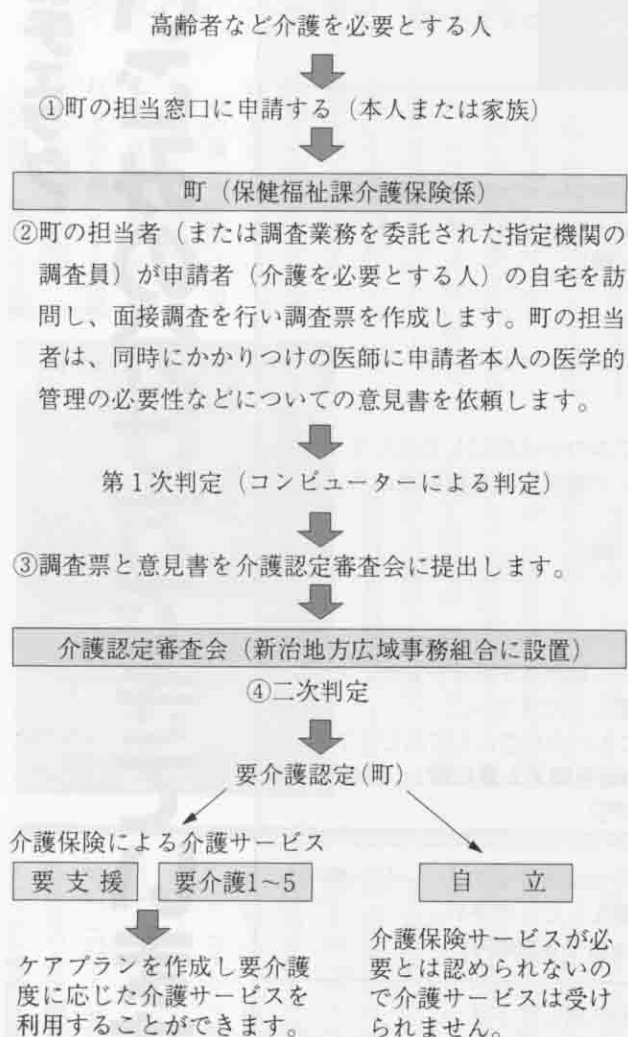 高齢者など介護を必要とする人
①町の担当窓口に申請する（本人または家族）
町（保健福祉課介護保険係）
②町の担当者（または調査業務を委託された指定機関の
調査員）が申請者（介護を必要とする人）の自宅を訪
問し、面接調査を行い調査票を作成します。町の担当
者は、同時にかかりつけの医師に申請者本人の医学的
管理の必要性などについての意見書を依頼します。
第1次判定（コンピューターによる判定）
③調査票と意見書を介護認定審査会に提出します。
介護認定審査会（新治地方広域事務組合に設置）
④二次判定
要介護認定(町)
介護保険による介護サービス
要支援
要介護1~5
ケアプランを作成し要介護
度に応じた介護サービスを
利用することができます。
自　立
介護保険サービスが必
要とは認められないの
で介護サービスは受け
られません。